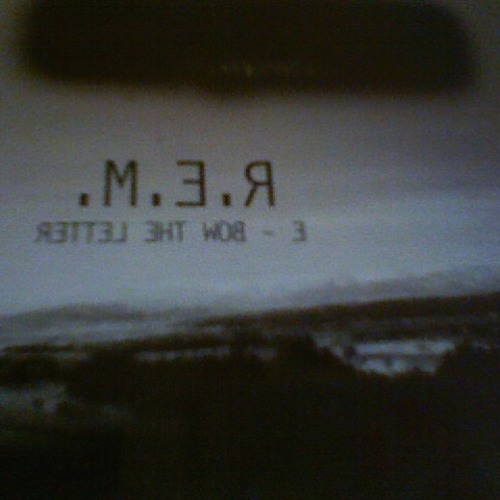 R.E.M.
E - BOW THE LETTER